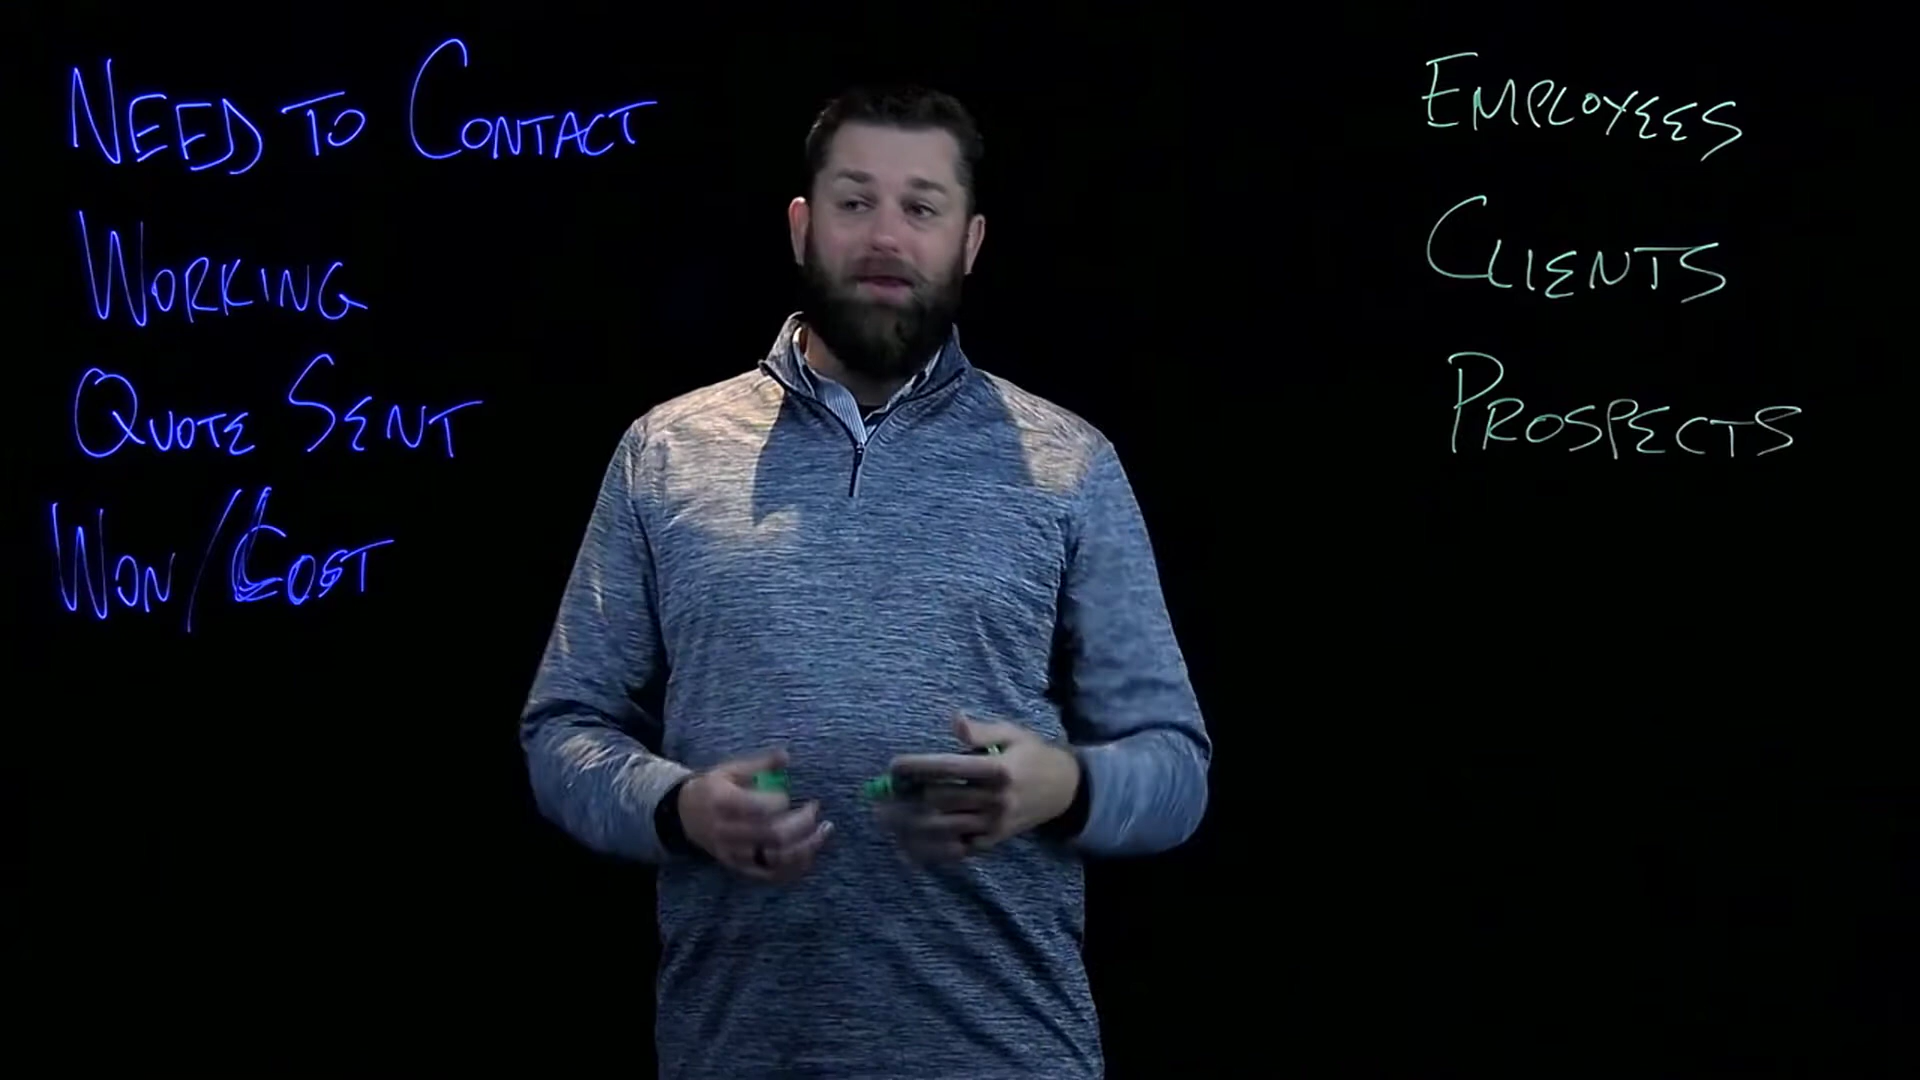 NEED TO CONTACT
WORKING
QUOTE SENT
WON/LOST
EMPLOYEES
CLIENTS
PROSPECTS